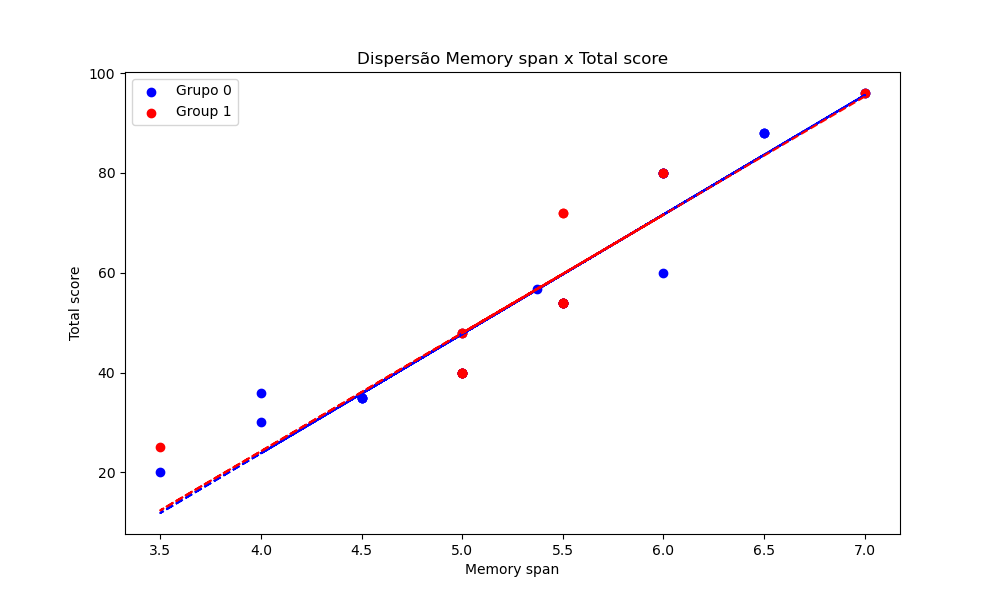 Dispersão Memory span x Total score
Grupo 0
Group 1
100
80
60
40
20
Total score
3.5 4.0 4.5 5.0 5.5 6.0 6.5 7.0
Memory span